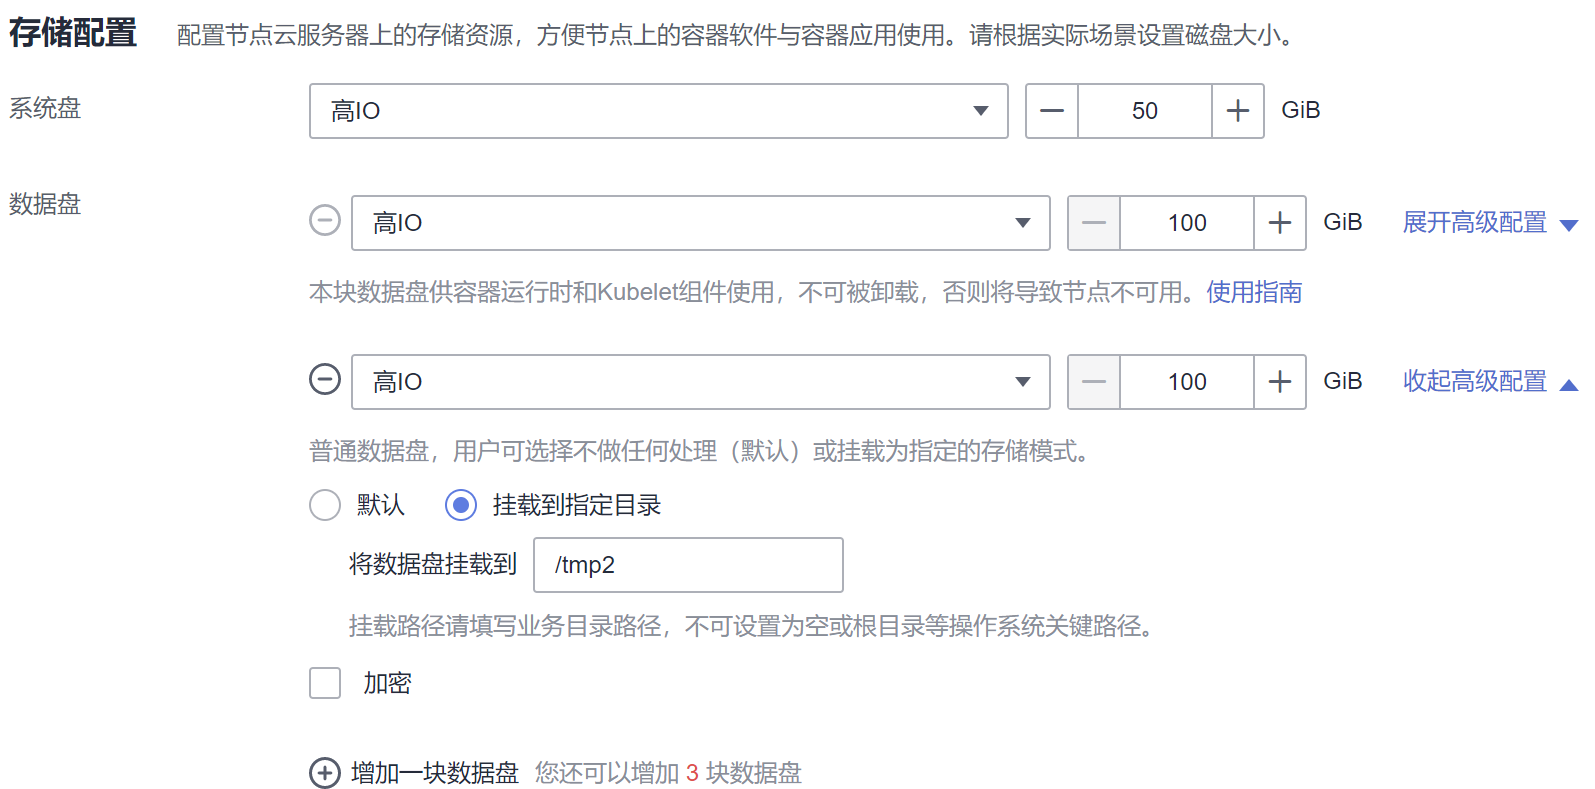 存储配置 配置节点云服务器上的存储资源，方便节点上的容器软件与容器应用使用。请根据实际场景设置磁盘大小。
系统盘 高IO 50 GiB
数据盘 高IO 100 GiB 展开高级配置
本块数据盘供容器运行时和Kubelet组件使用，不可被卸载，否则将导致节点不可用。使用指南
高IO 100 GiB 收起高级配置
普通数据盘，用户可选择不做任何处理（默认）或挂载为指定的存储模式。
默认 挂载到指定目录
将数据盘挂载到 /tmp2
挂载路径请填写业务目录路径，不可设置为空或根目录等操作系统关键路径。
加密
增加一块数据盘 您还可以增加 3 块数据盘